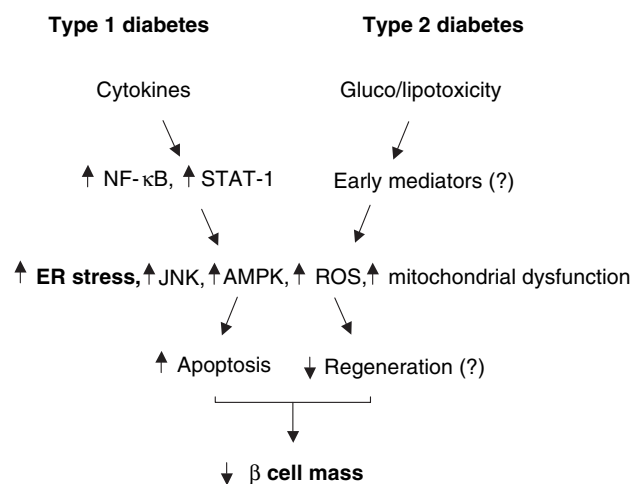 Type 1 diabetes Type 2 diabetes
Cytokines Gluco/lipotoxicity
↑ NF-κB, ↑ STAT-1 Early mediators (?)
↑ ER stress, ↑ JNK, ↑ AMPK, ↑ ROS, ↑ mitochondrial dysfunction
↑ Apoptosis ↓ Regeneration (?)
↓ β cell mass